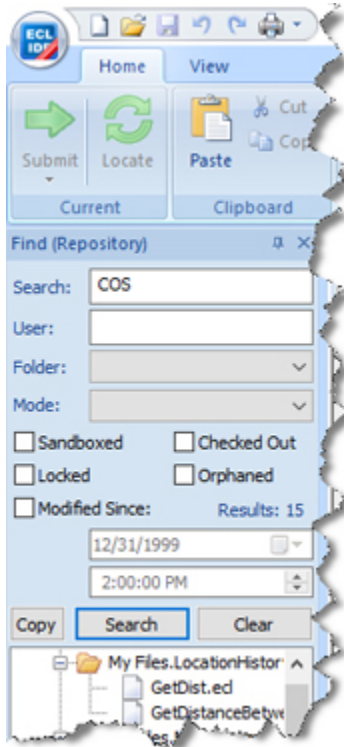 ECL
IDE
Home View
Submit Locate Paste Cut
Current Clipboard
Find (Repository)
Search: COS
User:
Folder:
Mode:
Sandboxed Checked Out
Locked Orphaned
Modified Since: Results: 15
12/31/1999
2:00:00 PM
Copy Search Clear
My Files.LocationHistor
GetDist.ecl
GetDistanceBetwe